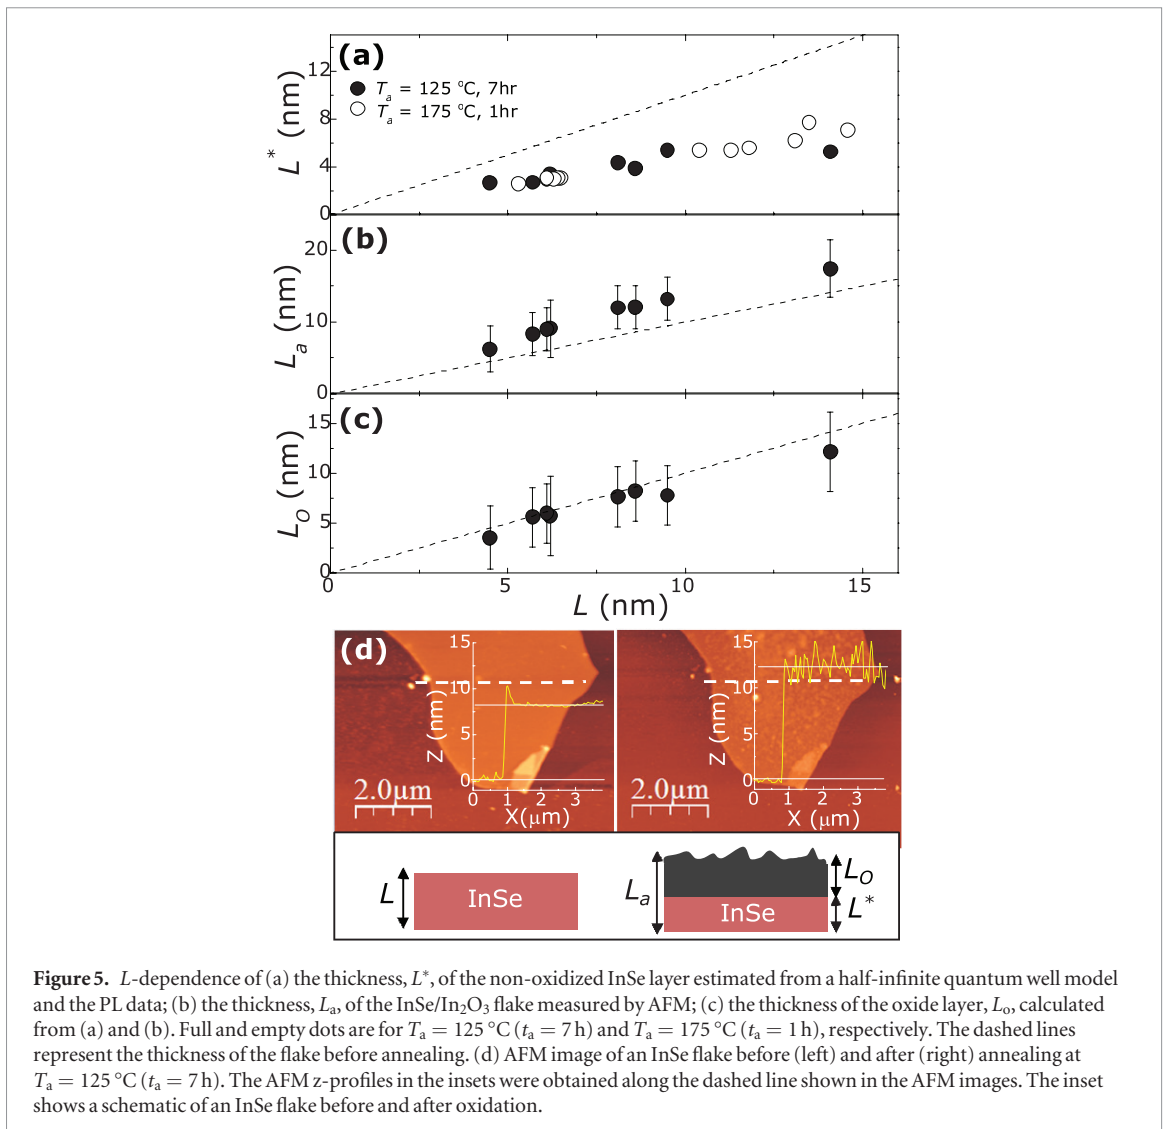 (a)
T_a = 125 °C, 7hr
T_a = 175 °C, 1hr
L* (nm)
12
8
4
0
(b)
L_a (nm)
20
10
0
(c)
L_O (nm)
15
10
5
0
0 5 10 15
L (nm)
(d)
15
10
5
0
Z (nm)
0 1 2 3
X(μm)
2.0μm
15
10
5
0
Z (nm)
0 1 2 3
X (μm)
2.0μm
L
InSe
L_a
InSe
L_O
L*
Figure 5. L-dependence of (a) the thickness, L*, of the non-oxidized InSe layer estimated from a half-infinite quantum well model
and the PL data; (b) the thickness, L_a, of the InSe/In₂O₃ flake measured by AFM; (c) the thickness of the oxide layer, L_o, calculated
from (a) and (b). Full and empty dots are for T_a = 125 °C (t_a = 7 h) and T_a = 175 °C (t_a = 1 h), respectively. The dashed lines
represent the thickness of the flake before annealing. (d) AFM image of an InSe flake before (left) and after (right) annealing at
T_a = 125 °C (t_a = 7 h). The AFM z-profiles in the insets were obtained along the dashed line shown in the AFM images. The inset
shows a schematic of an InSe flake before and after oxidation.